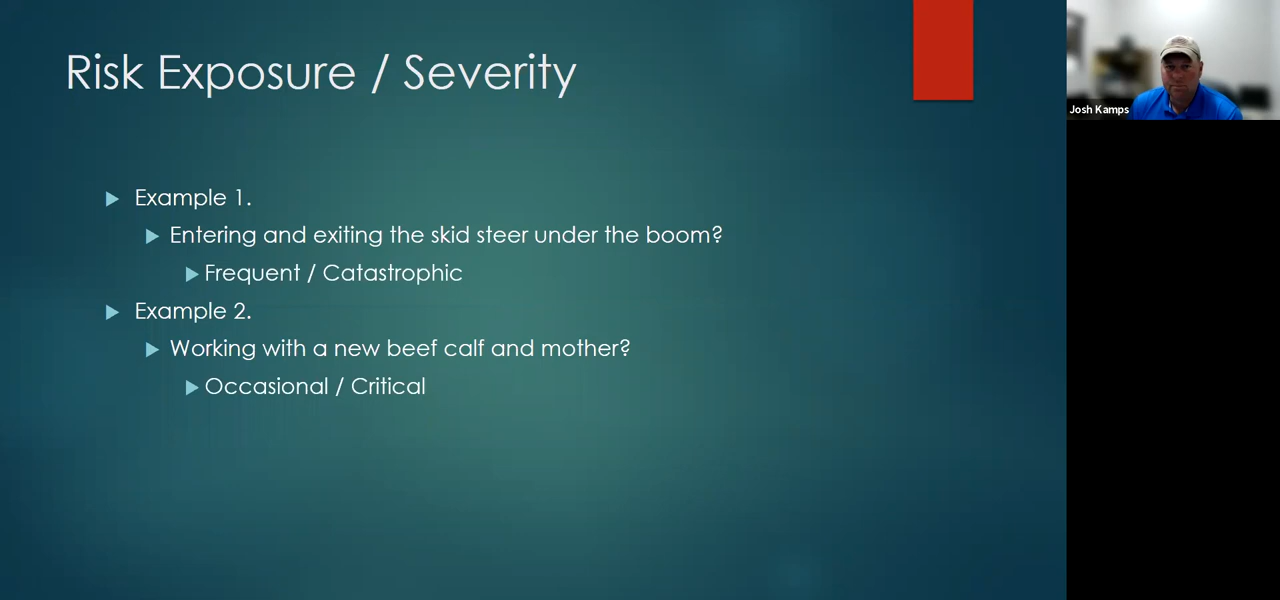 Risk Exposure / Severity
Example 1.
Entering and exiting the skid steer under the boom?
Frequent / Catastrophic
Example 2.
Working with a new beef calf and mother?
Occasional / Critical
Josh Kamps